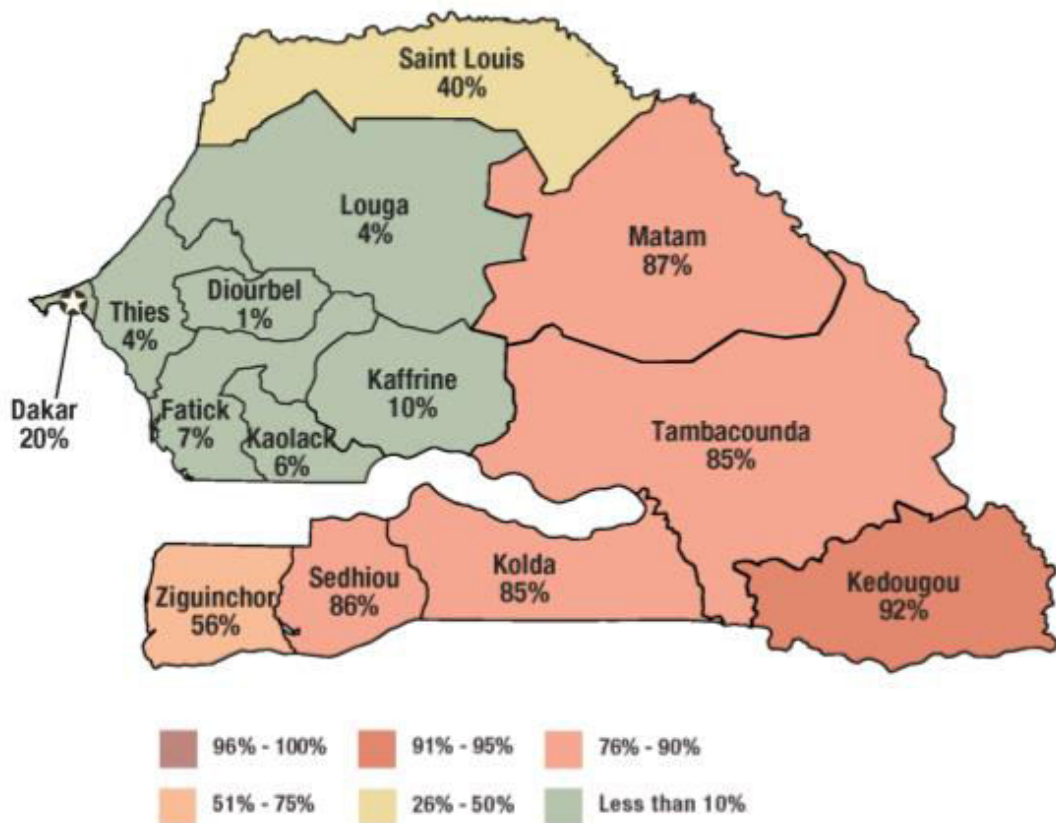 Saint Louis
40%
Louga
4%
Matam
87%
Diourbel
1%
Thies
4%
Dakar
20%
Fatick
7%
Kaolack
6%
Kaffrine
10%
Tambacounda
85%
Ziguinchor
56%
Sedhiou
86%
Kolda
85%
Kedougou
92%
96% - 100%
91% - 95%
76% - 90%
51% - 75%
26% - 50%
Less than 10%